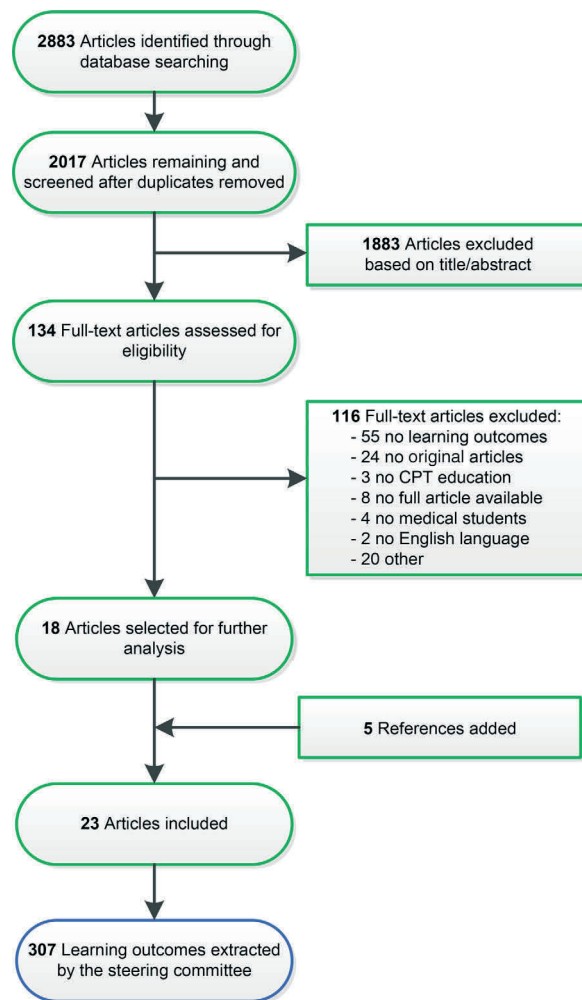 2883 Articles identified through
database searching
2017 Articles remaining and
screened after duplicates removed
1883 Articles excluded
based on title/abstract
134 Full-text articles assessed for
eligibility
116 Full-text articles excluded:
- 55 no learning outcomes
- 24 no original articles
- 3 no CPT education
- 8 no full article available
- 4 no medical students
- 2 no English language
- 20 other
18 Articles selected for further
analysis
5 References added
23 Articles included
307 Learning outcomes extracted
by the steering committee